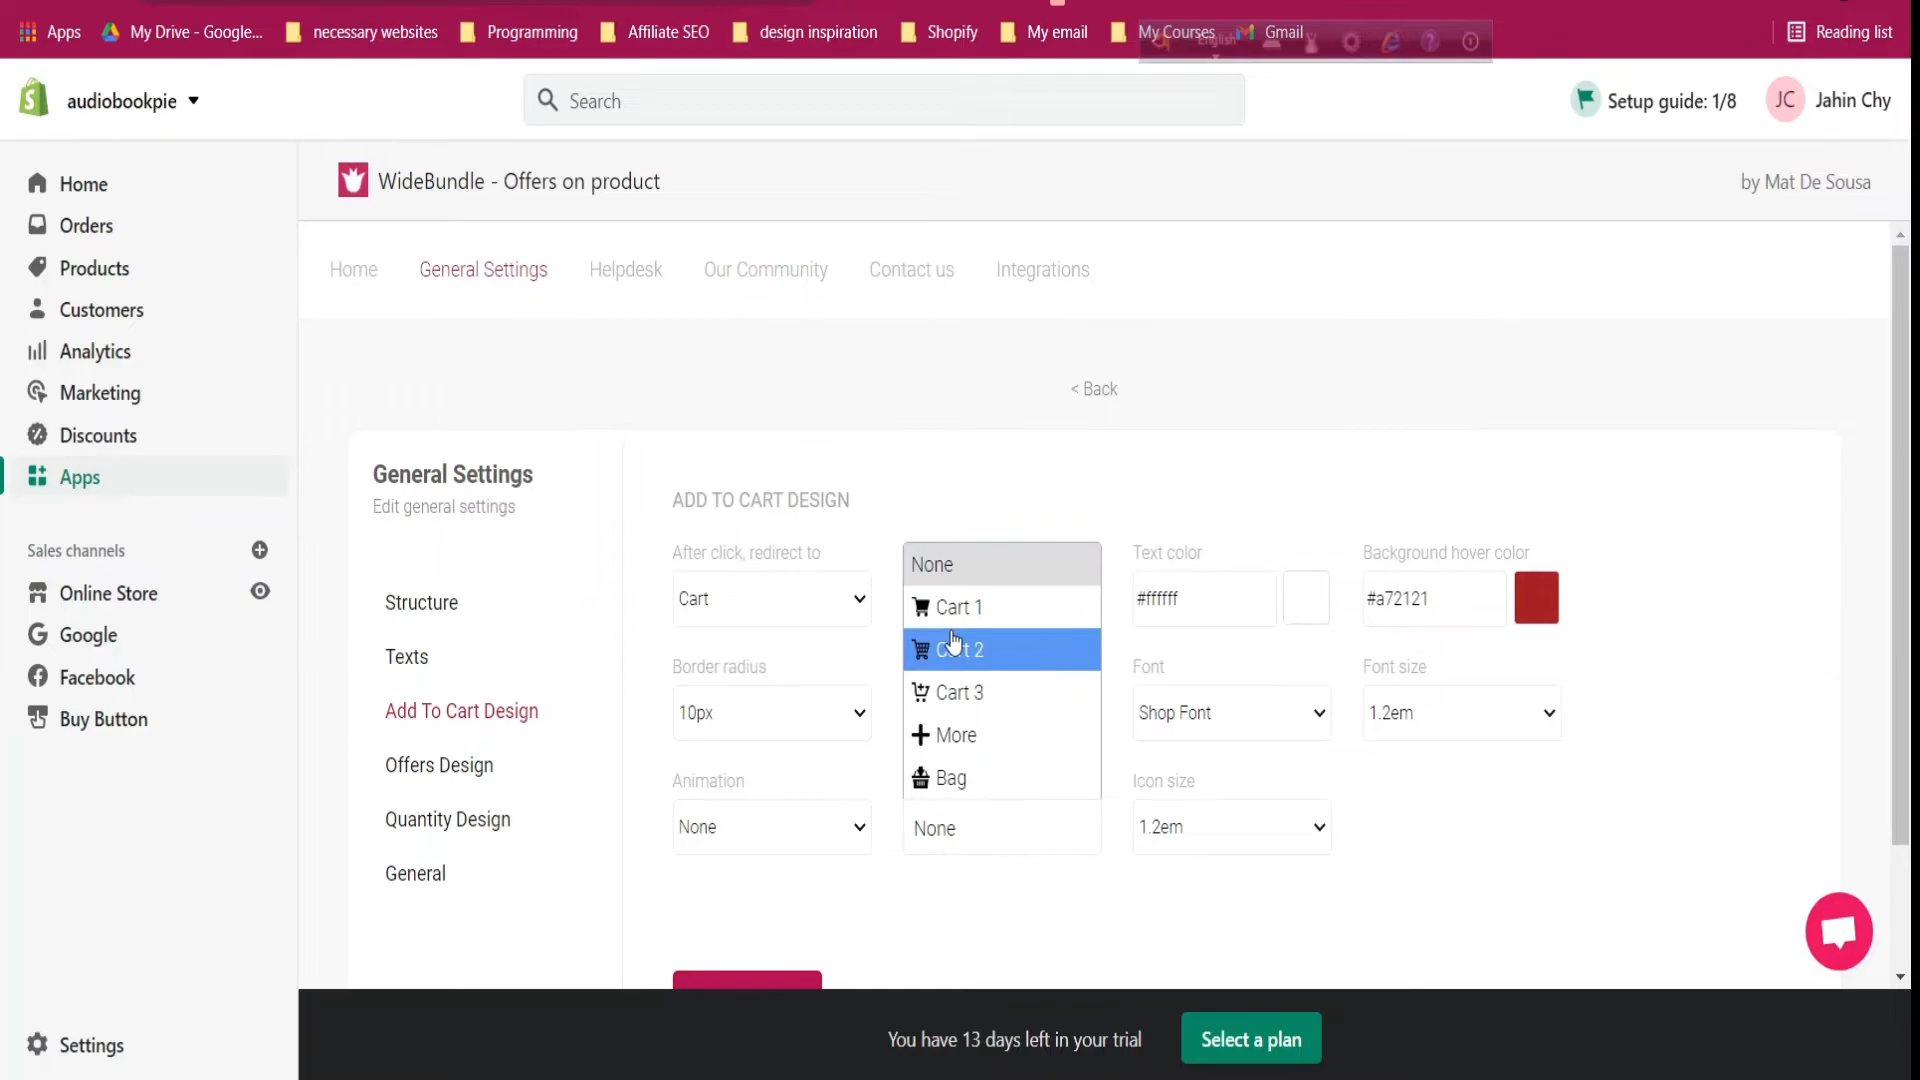 Apps
My Drive - Google...
necessary websites
Programming
Affiliate SEO
design inspiration
Shopify
My email
My Courses
Gmail
English
Reading list
audiobookpie
Search
Setup guide: 1/8
JC
Jahin Chy
Home
Orders
Products
Customers
Analytics
Marketing
Discounts
Apps
Sales channels
Online Store
Google
Facebook
Buy Button
Settings
WideBundle - Offers on product
by Mat De Sousa
Home
General Settings
Helpdesk
Our Community
Contact us
Integrations
< Back
General Settings
Edit general settings
Structure
Texts
Add To Cart Design
Offers Design
Quantity Design
General
ADD TO CART DESIGN
After click, redirect to
Cart
None
Cart 1
Cart 2
Cart 3
More
Bag
None
Text color
#ffffff
Background hover color
#a72121
Border radius
10px
Font
Shop Font
Font size
1.2em
Animation
None
Icon size
1.2em
You have 13 days left in your trial
Select a plan